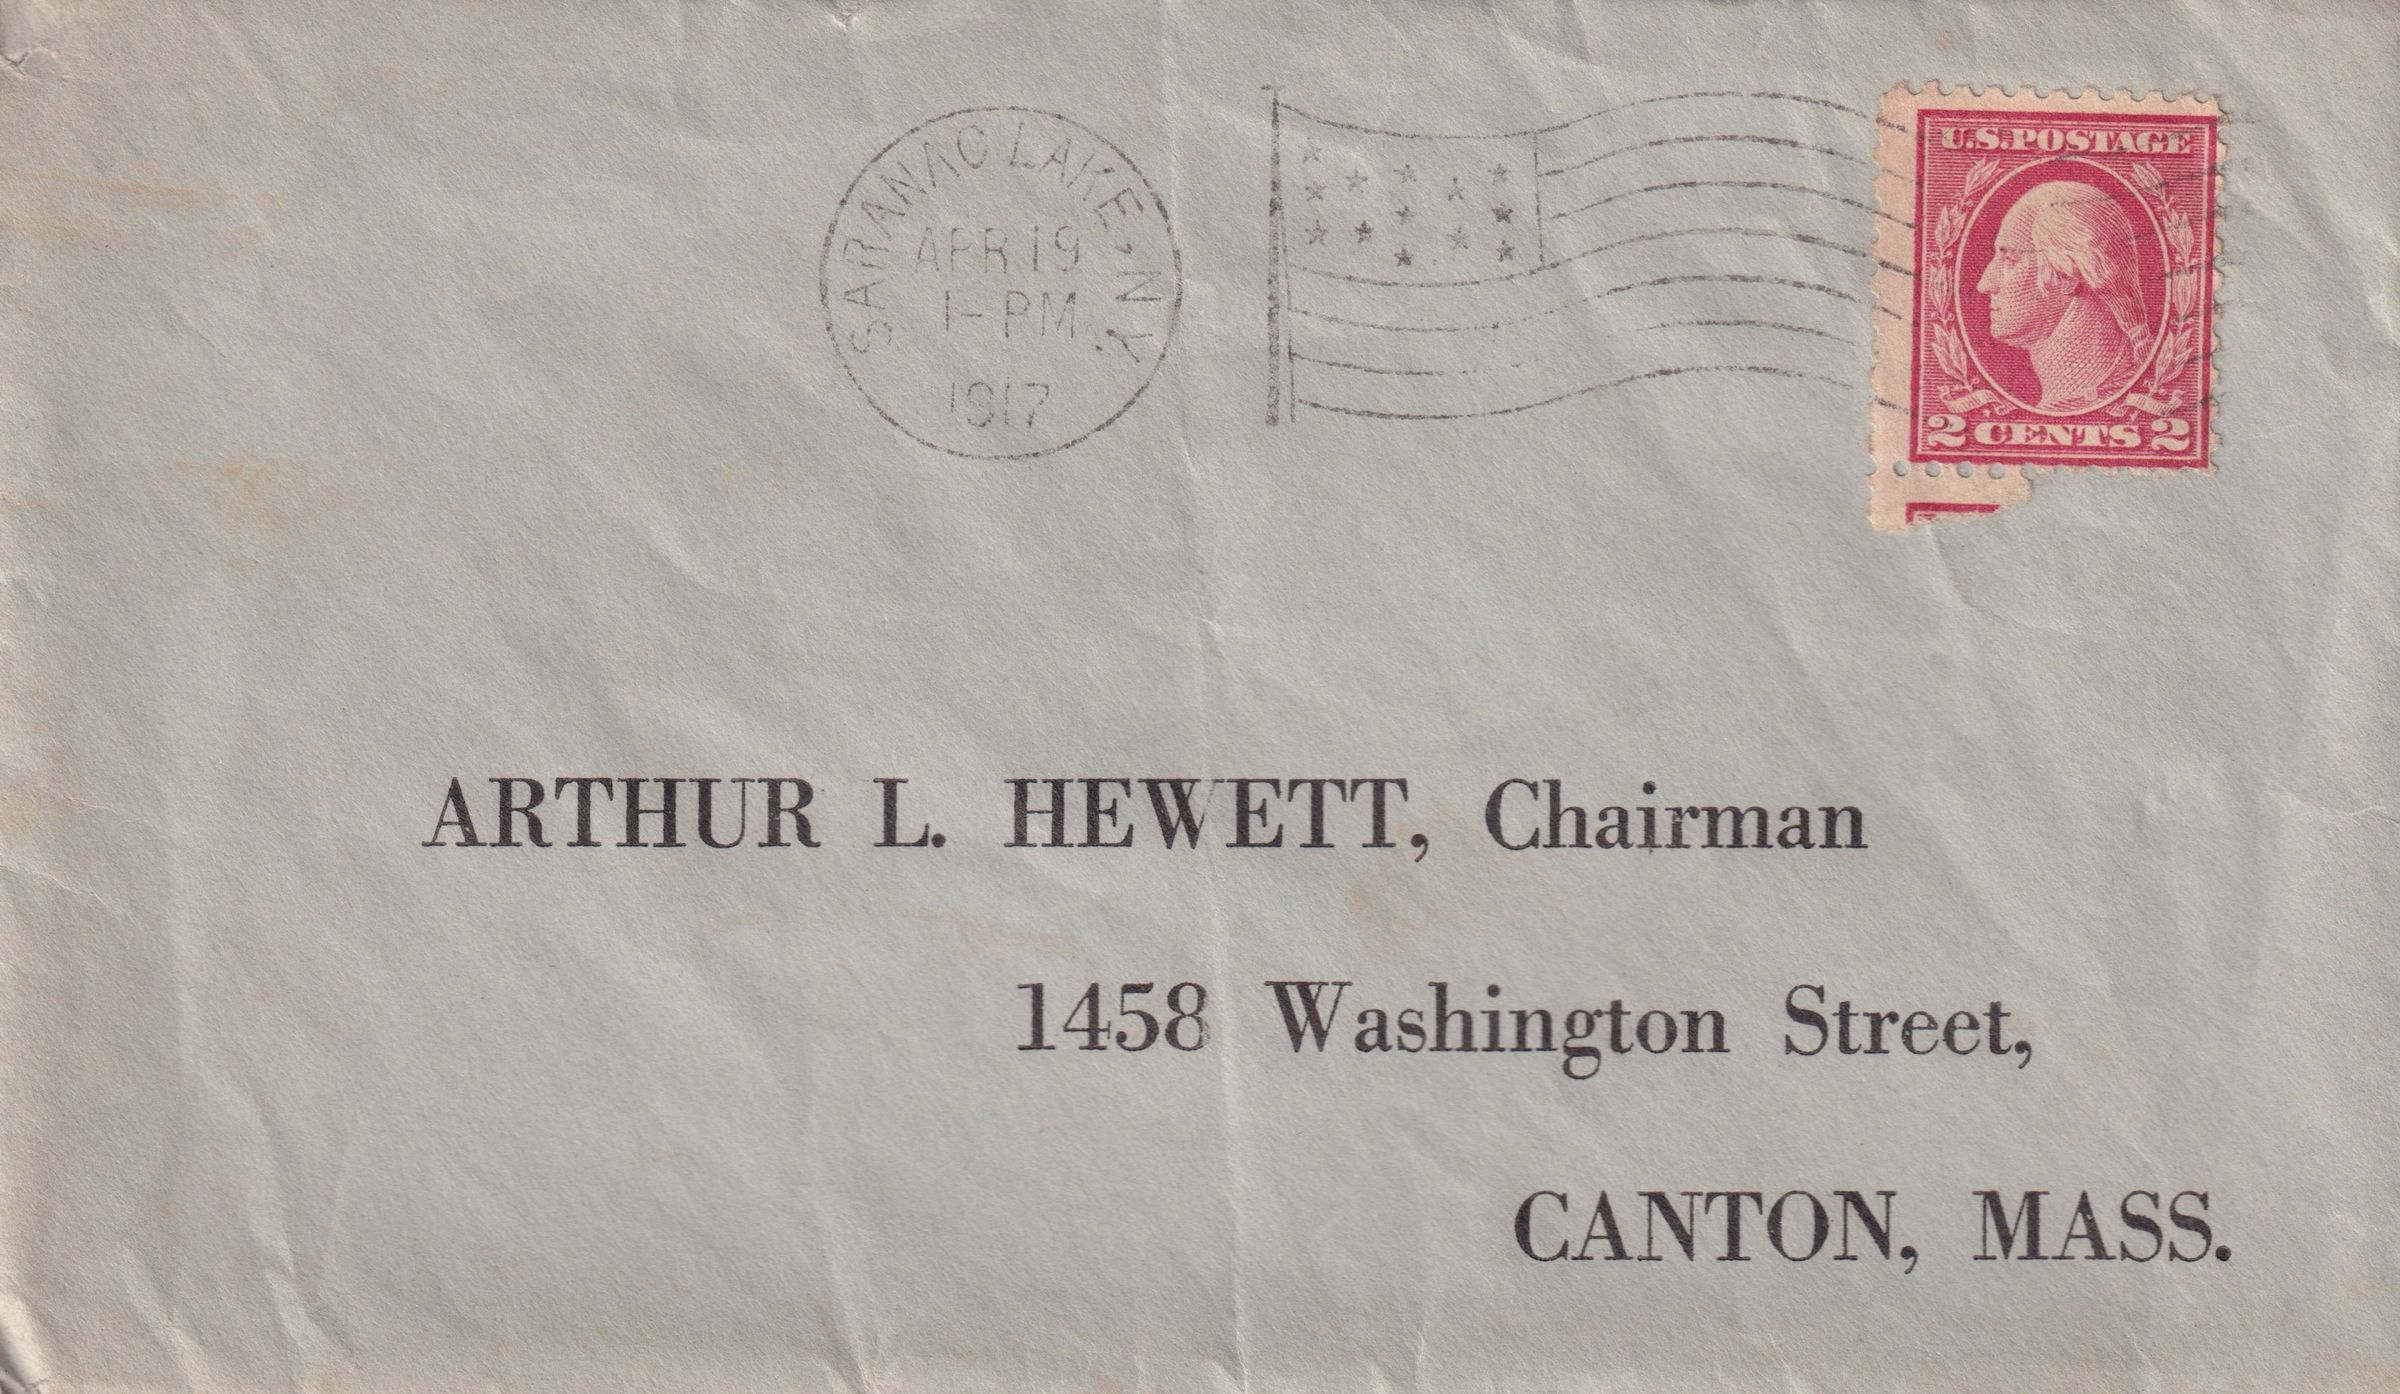 SARANAC LAKE, N.Y.
APR 19
1-PM
1917
U.S. POSTAGE
2 CENTS 2
ARTHUR L. HEWETT, Chairman
1458 Washington Street,
CANTON, MASS.